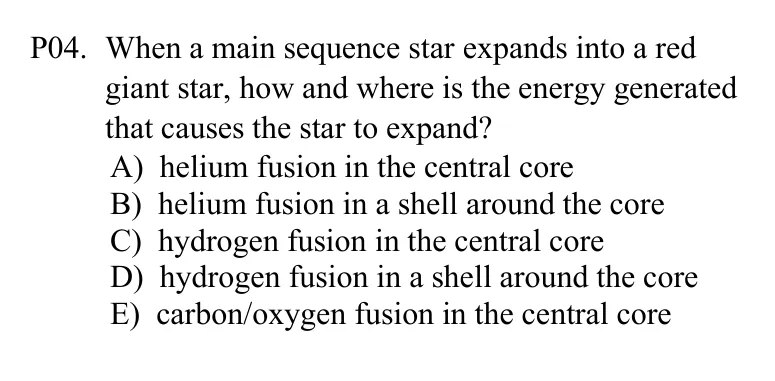 P04. When a main sequence star expands into a red
giant star, how and where is the energy generated
that causes the star to expand?
A) helium fusion in the central core
B) helium fusion in a shell around the core
C) hydrogen fusion in the central core
D) hydrogen fusion in a shell around the core
E) carbon/oxygen fusion in the central core